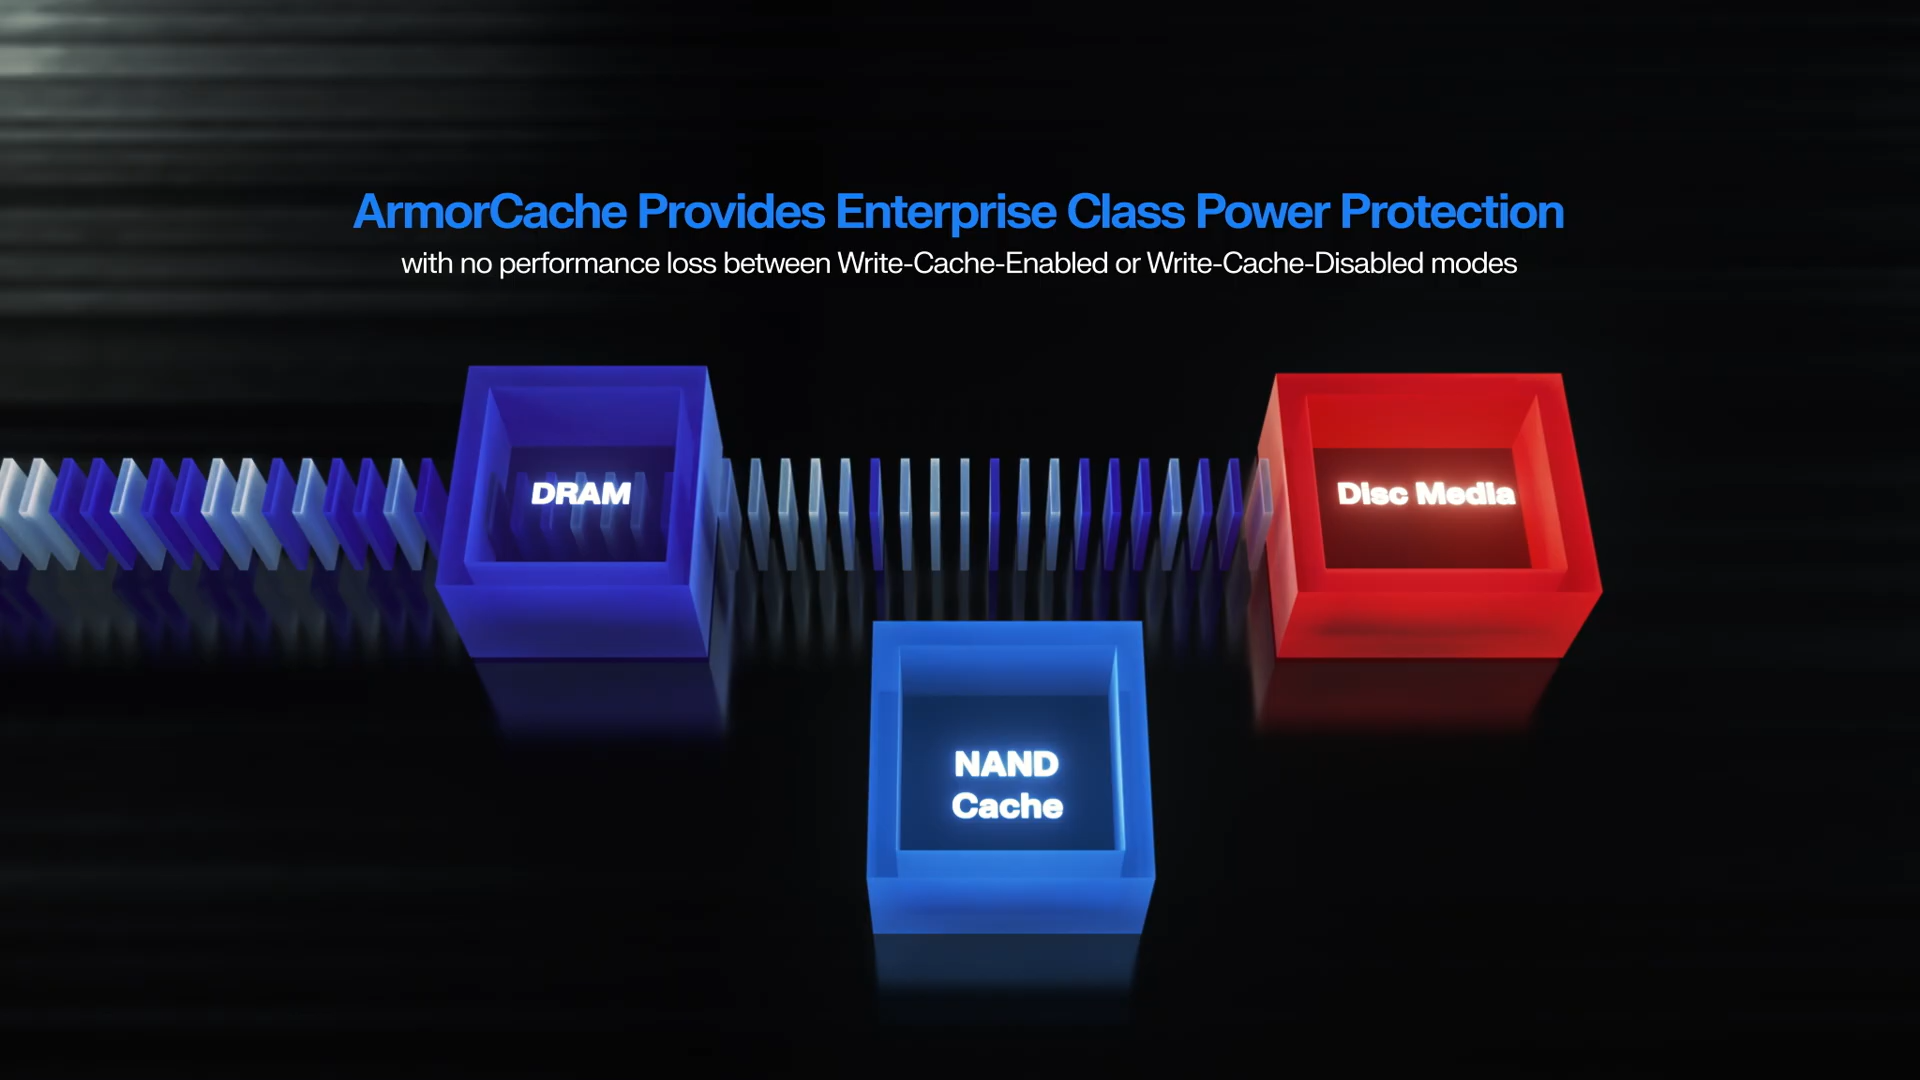 ArmorCache Provides Enterprise Class Power Protection
with no performance loss between Write-Cache-Enabled or Write-Cache-Disabled modes
DRAM
Disc Media
NAND
Cache